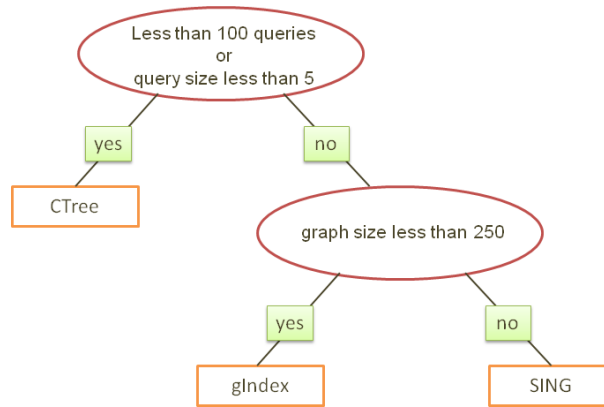 Less than 100 queries
or
query size less than 5
yes
no
CTree
graph size less than 250
yes
no
gIndex
SING